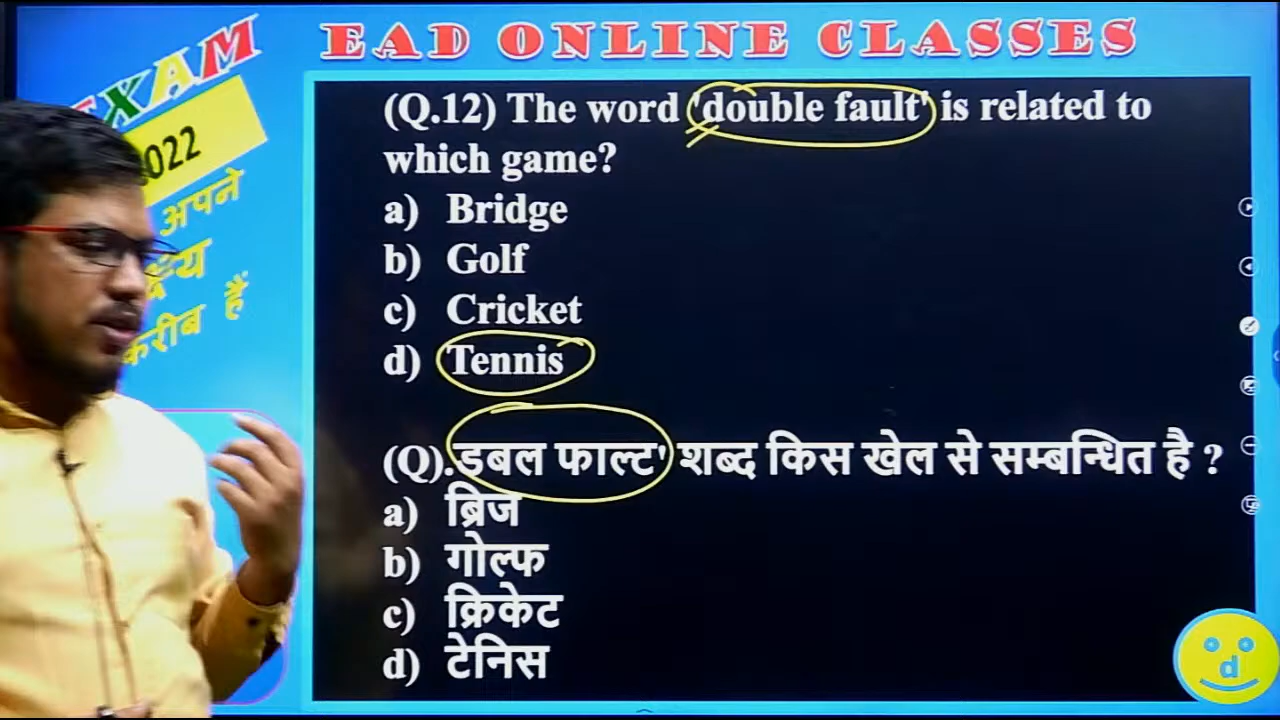 EAD ONLINE CLASSES
EXAM
2022
अपने
करीब हैं
(Q.12) The word 'double fault' is related to
which game?
a) Bridge
b) Golf
c) Cricket
d) Tennis
(Q).डबल फाल्ट' शब्द किस खेल से सम्बन्धित है ?
a) ब्रिज
b) गोल्फ
c) क्रिकेट
d) टेनिस
d